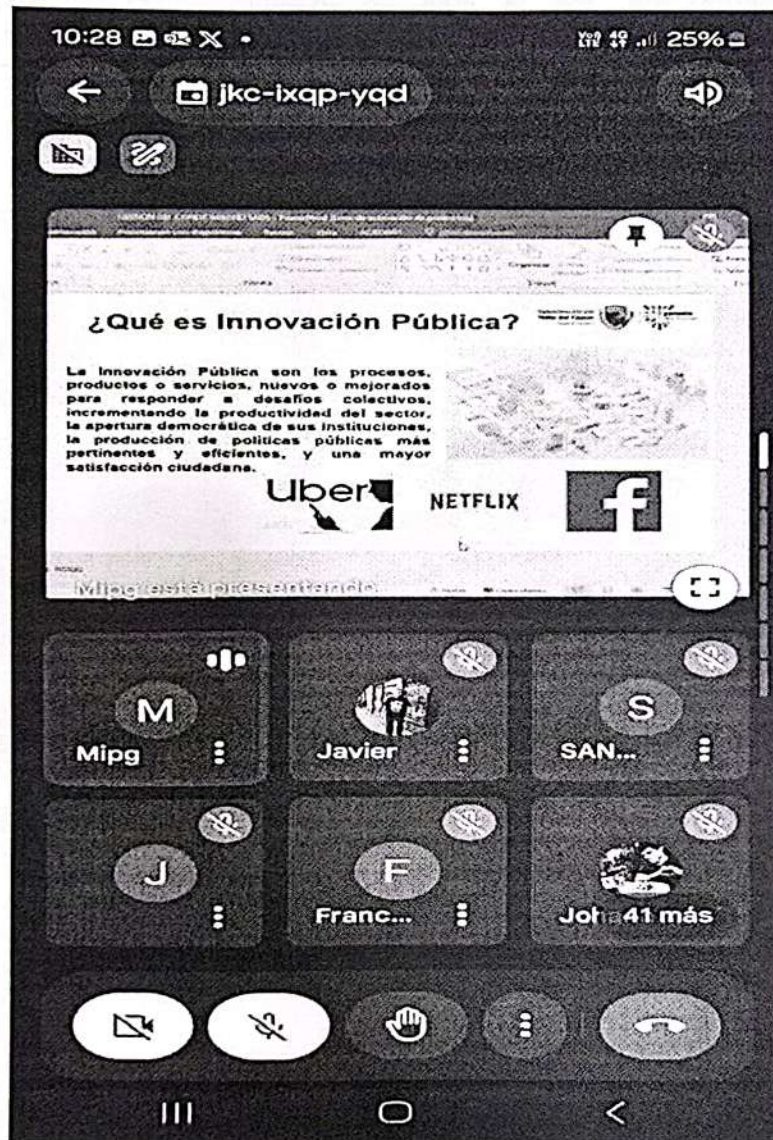 10:28
VoD LTE 4G 25%
jkc-ixqp-yqd
¿Qué es Innovación Pública?
La Innovación Pública son los procesos,
productos o servicios, nuevos o mejorados
para responder a desafíos colectivos,
incrementando la productividad del sector,
la apertura democrática de sus instituciones,
la producción de políticas públicas más
pertinentes y eficientes, y una mayor
satisfacción ciudadana.
Uber
NETFLIX
f
Mipg está presentando
M
Mipg
Javier
S
SAN...
J
F
Franc...
Joh 41 más